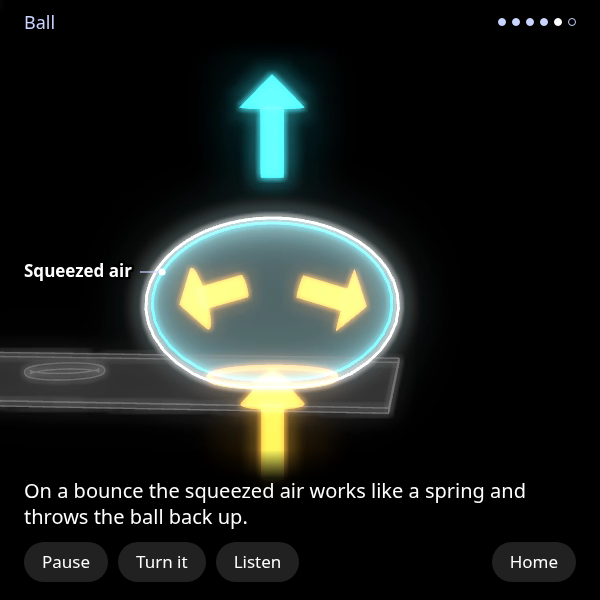 Ball
Squeezed air
On a bounce the squeezed air works like a spring and
throws the ball back up.
Pause
Turn it
Listen
Home